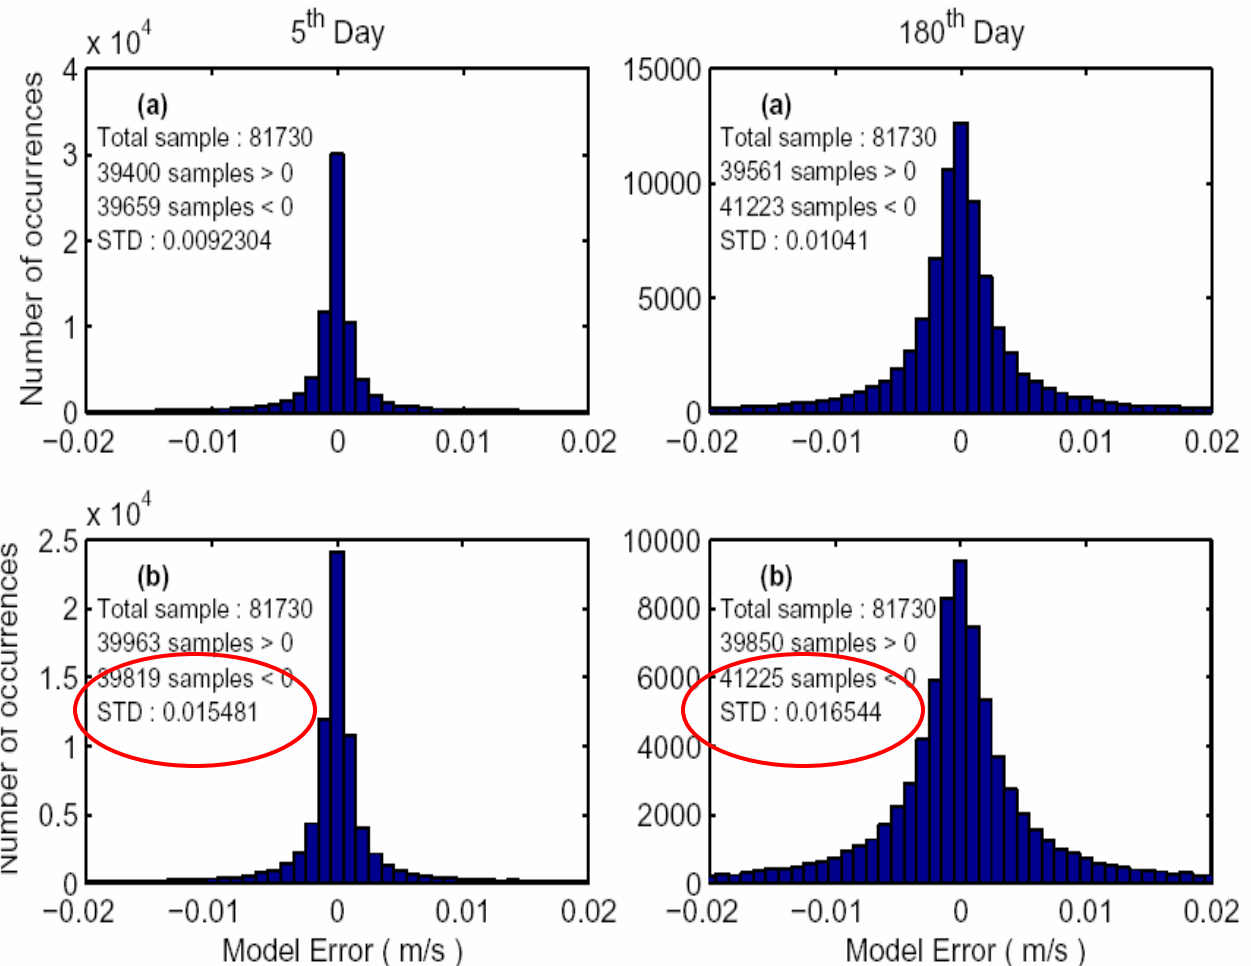 5th Day
x 10^4
Number of occurrences
4
3
2
1
0
(a)
Total sample : 81730
39400 samples > 0
39659 samples < 0
STD : 0.0092304
−0.02 −0.01 0 0.01 0.02
180th Day
15000
10000
5000
0
(a)
Total sample : 81730
39561 samples > 0
41223 samples < 0
STD : 0.01041
−0.02 −0.01 0 0.01 0.02
x 10^4
Number of occurrences
2.5
2
1.5
1
0.5
0
(b)
Total sample : 81730
39963 samples > 0
39819 samples < 0
STD : 0.015481
−0.02 −0.01 0 0.01 0.02
Model Error ( m/s )
10000
8000
6000
4000
2000
0
(b)
Total sample : 81730
39850 samples > 0
41225 samples < 0
STD : 0.016544
−0.02 −0.01 0 0.01 0.02
Model Error ( m/s )